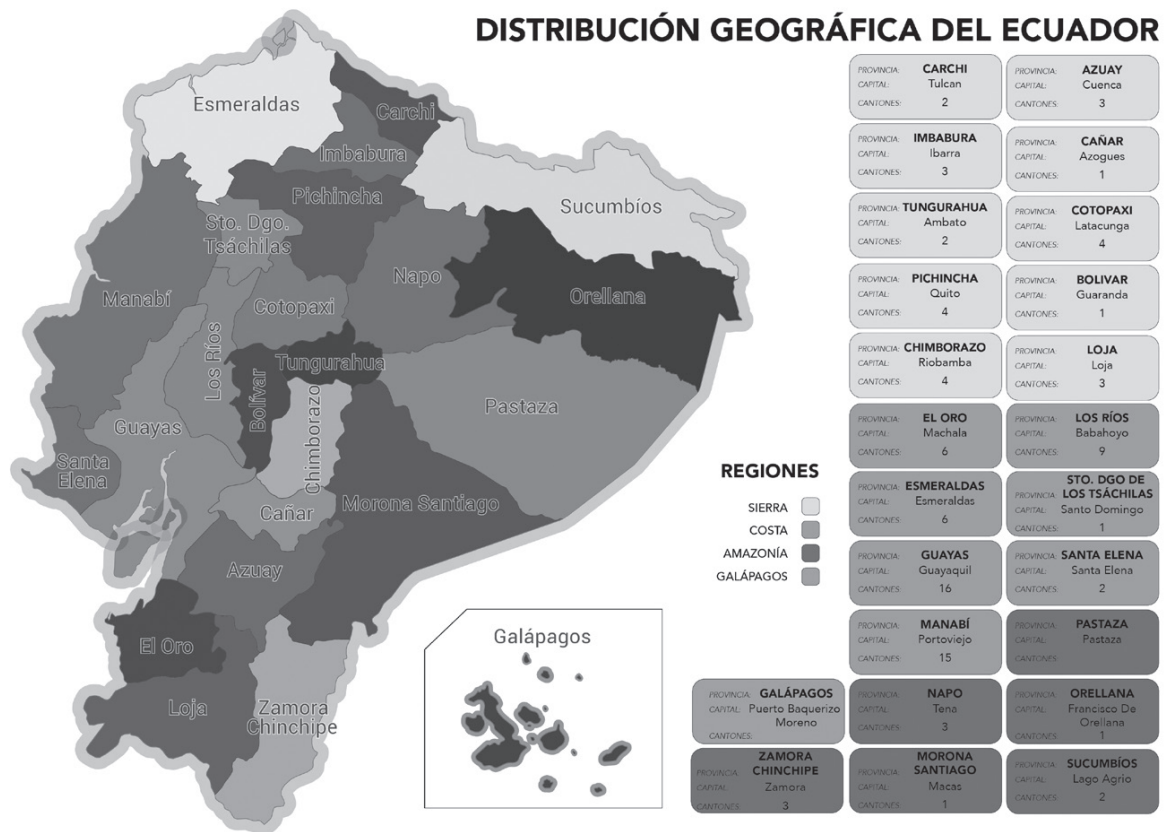 DISTRIBUCIÓN GEOGRÁFICA DEL ECUADOR
Esmeraldas
Carchi
Imbabura
Pichincha
Sucumbíos
Sto. Dgo.
Tsáchilas
Manabí
Napo
Orellana
Cotopaxi
Los Ríos
Tungurahua
Bolívar
Chimborazo
Pastaza
Guayas
Santa
Elena
Morona Santiago
Cañar
Azuay
El Oro
Loja
Zamora
Chinchipe
Galápagos
REGIONES
SIERRA
COSTA
AMAZONÍA
GALÁPAGOS
PROVINCIA: CARCHI
CAPITAL: Tulcan
CANTONES: 2
PROVINCIA: AZUAY
CAPITAL: Cuenca
CANTONES: 3
PROVINCIA: IMBABURA
CAPITAL: Ibarra
CANTONES: 3
PROVINCIA: CAÑAR
CAPITAL: Azogues
CANTONES: 1
PROVINCIA: TUNGURAHUA
CAPITAL: Ambato
CANTONES: 2
PROVINCIA: COTOPAXI
CAPITAL: Latacunga
CANTONES: 4
PROVINCIA: PICHINCHA
CAPITAL: Quito
CANTONES: 4
PROVINCIA: BOLIVAR
CAPITAL: Guaranda
CANTONES: 1
PROVINCIA: CHIMBORAZO
CAPITAL: Riobamba
CANTONES: 4
PROVINCIA: LOJA
CAPITAL: Loja
CANTONES: 3
PROVINCIA: EL ORO
CAPITAL: Machala
CANTONES: 6
PROVINCIA: LOS RÍOS
CAPITAL: Babahoyo
CANTONES: 9
PROVINCIA: ESMERALDAS
CAPITAL: Esmeraldas
CANTONES: 6
STO. DGO DE
PROVINCIA: LOS TSÁCHILAS
CAPITAL: Santo Domingo
CANTONES: 1
PROVINCIA: GUAYAS
CAPITAL: Guayaquil
CANTONES: 16
PROVINCIA: SANTA ELENA
CAPITAL: Santa Elena
CANTONES: 2
PROVINCIA: MANABÍ
CAPITAL: Portoviejo
CANTONES: 15
PROVINCIA: PASTAZA
CAPITAL: Pastaza
CANTONES:
PROVINCIA: GALÁPAGOS
CAPITAL: Puerto Baquerizo
Moreno
CANTONES:
PROVINCIA: NAPO
CAPITAL: Tena
CANTONES: 3
PROVINCIA: ORELLANA
CAPITAL: Francisco De
Orellana
CANTONES: 1
ZAMORA
PROVINCIA: CHINCHIPE
CAPITAL: Zamora
CANTONES: 3
MORONA
PROVINCIA: SANTIAGO
CAPITAL: Macas
CANTONES: 1
PROVINCIA: SUCUMBÍOS
CAPITAL: Lago Agrio
CANTONES: 2